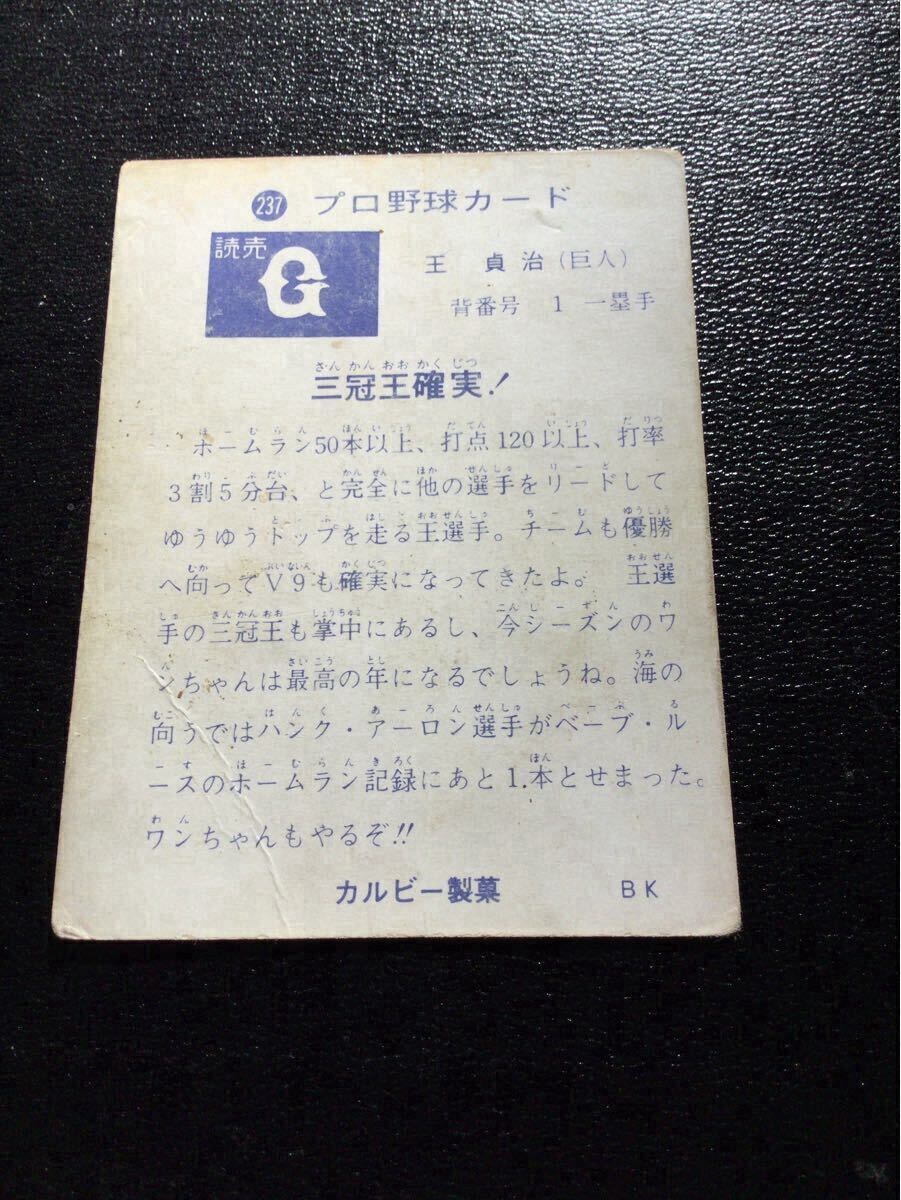 237 プロ野球カード
読売
G
王 貞治(巨人)
背番号 1 一塁手
さんかんおおかくじつ
三冠王確実!
ホームラン50本以上、打点120以上、打率
3割5分台、と完全に他の選手をリードして
ゆうゆうトップを走る王選手。チームも優勝
へ向ってV9も確実になってきたよ。 王選
手の三冠王も掌中にあるし、今シーズンのワ
ンちゃんは最高の年になるでしょうね。海の
向うではハンク・アーロン選手がベーブ・ル
ースのホームラン記録にあと1本とせまった。
ワンちゃんもやるぞ!!
カルビー製菓 BK